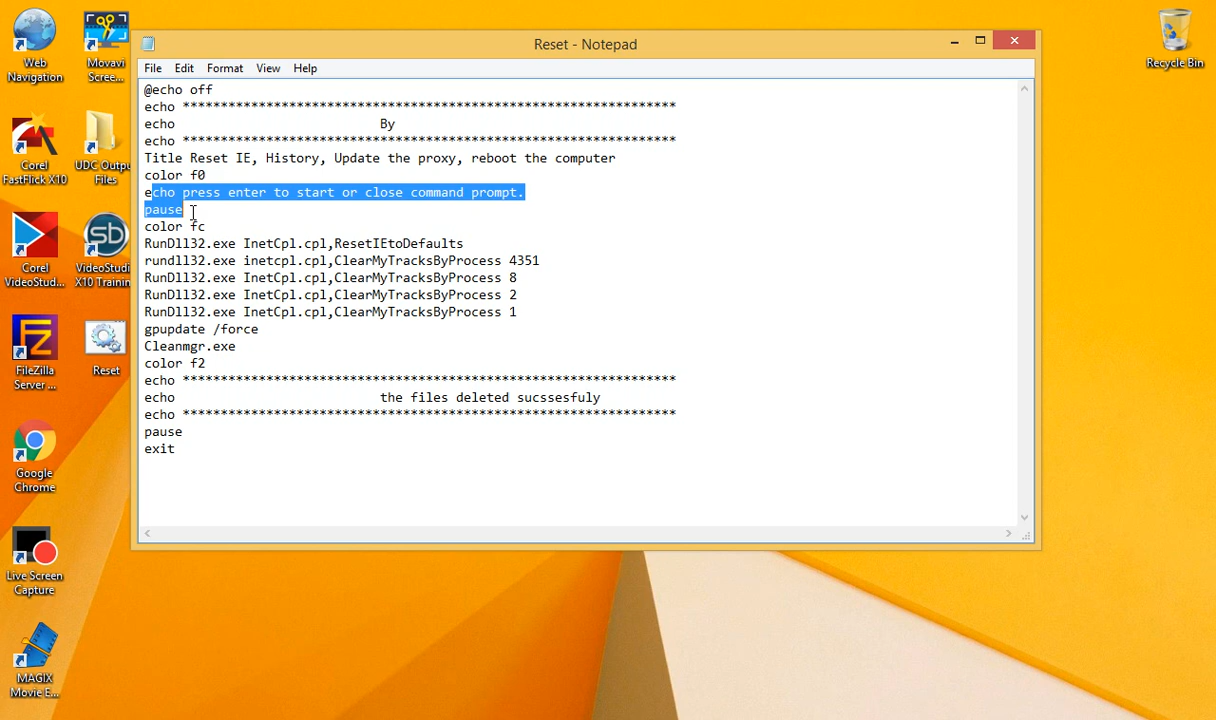 Web
Navigation
Movavi
Scree...
Corel
FastFlick X10
UDC Outpu
Files
Corel
VideoStud...
VideoStudi
X10 Trainin
FileZilla
Server ...
Reset
Google
Chrome
Live Screen
Capture
MAGIX
Movie E...
Recycle Bin
Reset - Notepad
File Edit Format View Help
@echo off
echo *****************************************************************
echo                           By
echo *****************************************************************
Title Reset IE, History, Update the proxy, reboot the computer
color f0
echo press enter to start or close command prompt.
pause
color fc
RunDll32.exe InetCpl.cpl,ResetIEtoDefaults
rundll32.exe inetcpl.cpl,ClearMyTracksByProcess 4351
RunDll32.exe InetCpl.cpl,ClearMyTracksByProcess 8
RunDll32.exe InetCpl.cpl,ClearMyTracksByProcess 2
RunDll32.exe InetCpl.cpl,ClearMyTracksByProcess 1
gpupdate /force
Cleanmgr.exe
color f2
echo *****************************************************************
echo                           the files deleted sucssesfuly
echo *****************************************************************
pause
exit